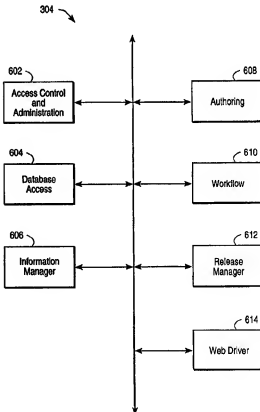 304
602
Access Control
and
Administration
608
Authoring
604
Database
Access
610
Workflow
606
Information
Manager
612
Release
Manager
614
Web Driver